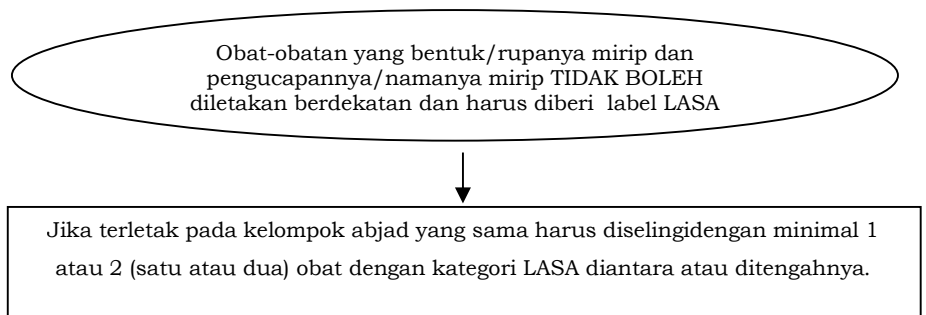 Obat-obatan yang bentuk/rupanya mirip dan
pengucapannya/namanya mirip TIDAK BOLEH
diletakan berdekatan dan harus diberi label LASA
Jika terletak pada kelompok abjad yang sama harus diselingidengan minimal 1
atau 2 (satu atau dua) obat dengan kategori LASA diantara atau ditengahnya.